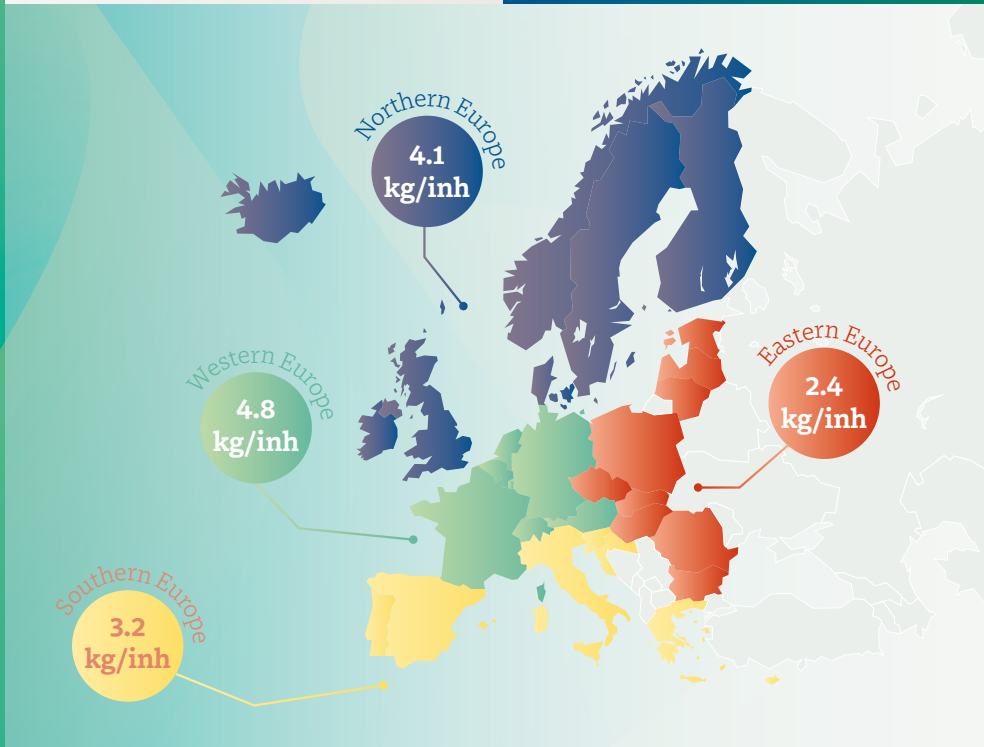 Northern Europe
4.1
kg/inh
Western Europe
4.8
kg/inh
Eastern Europe
2.4
kg/inh
Southern Europe
3.2
kg/inh